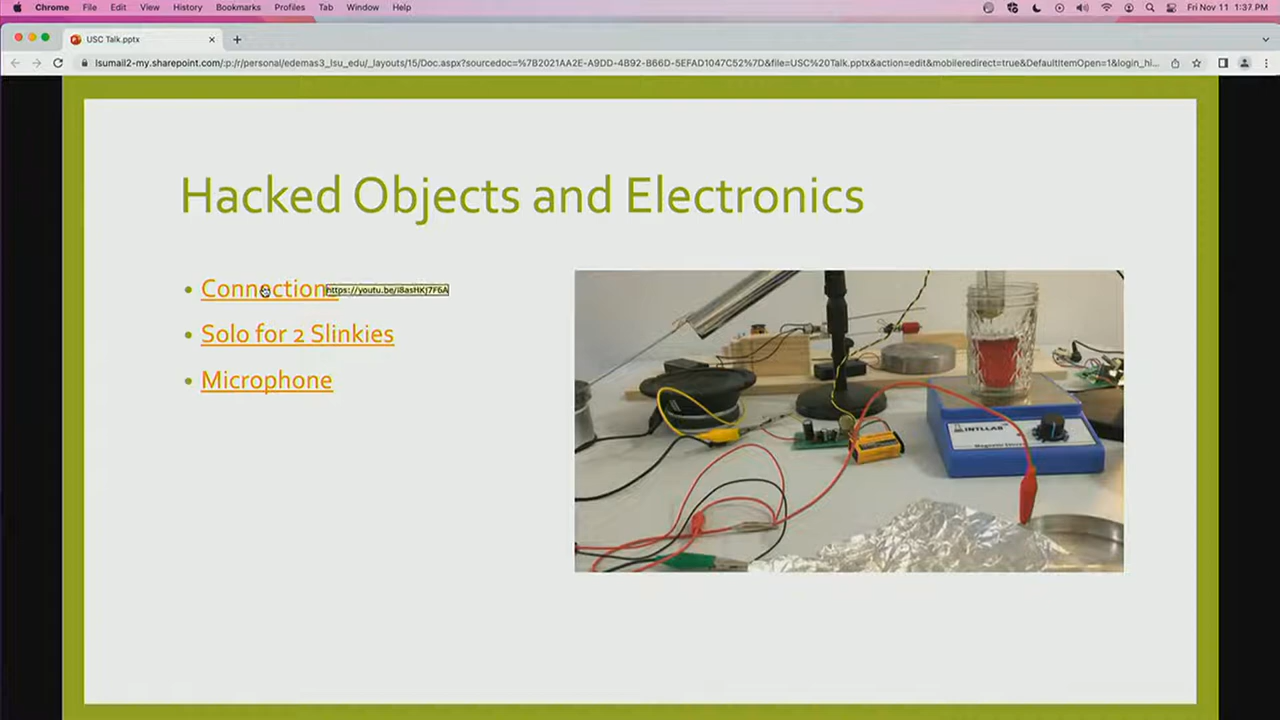 Chrome File Edit View History Bookmarks Profiles Tab Window Help Fri Nov 11 1:37 PM
USC Talk.pptx
lsumail2-my.sharepoint.com/:p:/r/personal/edemas3_lsu_edu/_layouts/15/Doc.aspx?sourcedoc=%7B2021AA2E-A9DD-4B92-B66D-5EFAD1047C52%7D&file=USC%20Talk.pptx&action=edit&mobileredirect=true&DefaultItemOpen=1&login_hi...
Hacked Objects and Electronics
• Connection https://youtu.be/i8asHKj7F6A
• Solo for 2 Slinkies
• Microphone
INTLLAB